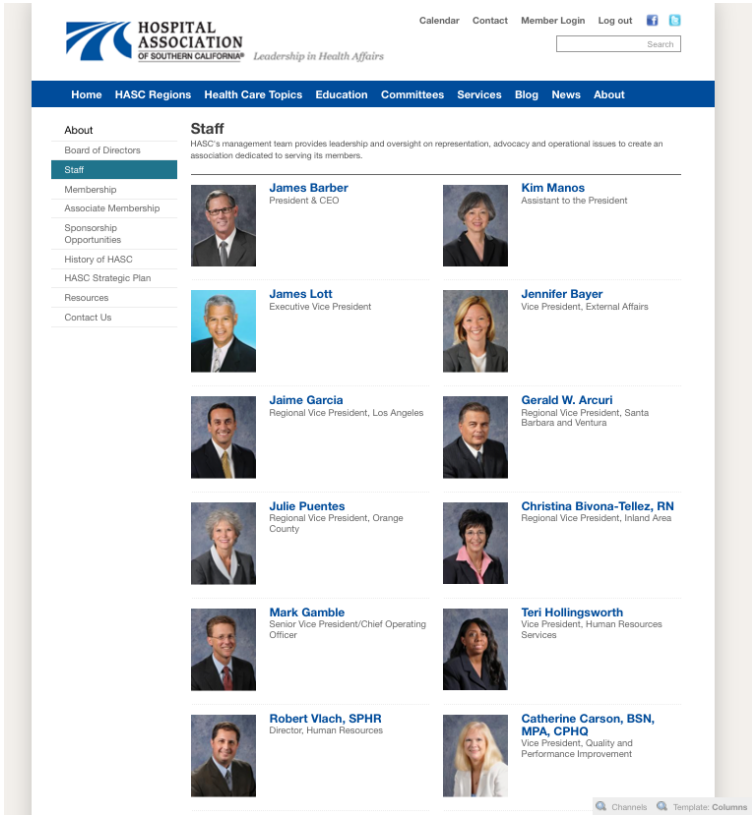 Calendar Contact Member Login Log out
HOSPITAL
ASSOCIATION
OF SOUTHERN CALIFORNIA®
Leadership in Health Affairs
Search
Home HASC Regions Health Care Topics Education Committees Services Blog News About
About
Board of Directors
Staff
Membership
Associate Membership
Sponsorship
Opportunities
History of HASC
HASC Strategic Plan
Resources
Contact Us
Staff
HASC's management team provides leadership and oversight on representation, advocacy and operational issues to create an
association dedicated to serving its members.
James Barber
President & CEO
Kim Manos
Assistant to the President
James Lott
Executive Vice President
Jennifer Bayer
Vice President, External Affairs
Jaime Garcia
Regional Vice President, Los Angeles
Gerald W. Arcuri
Regional Vice President, Santa
Barbara and Ventura
Julie Puentes
Regional Vice President, Orange
County
Christina Bivona-Tellez, RN
Regional Vice President, Inland Area
Mark Gamble
Senior Vice President/Chief Operating
Officer
Teri Hollingsworth
Vice President, Human Resources
Services
Robert Vlach, SPHR
Director, Human Resources
Catherine Carson, BSN,
MPA, CPHQ
Vice President, Quality and
Performance Improvement
Channels Template: Columns